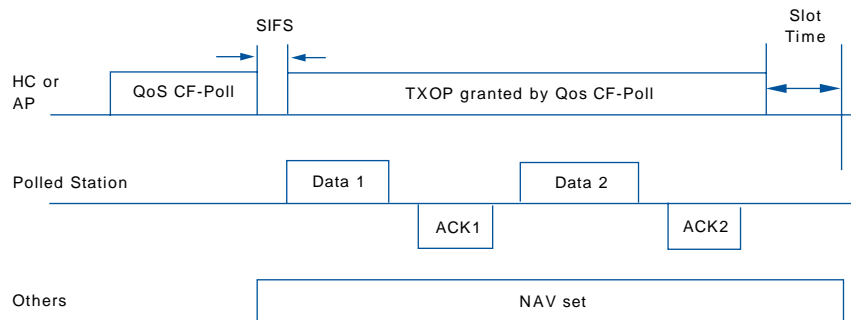 SIFS
Slot
Time
HC or
AP
QoS CF-Poll
TXOP granted by Qos CF-Poll
Polled Station
Data 1
Data 2
ACK1
ACK2
Others
NAV set